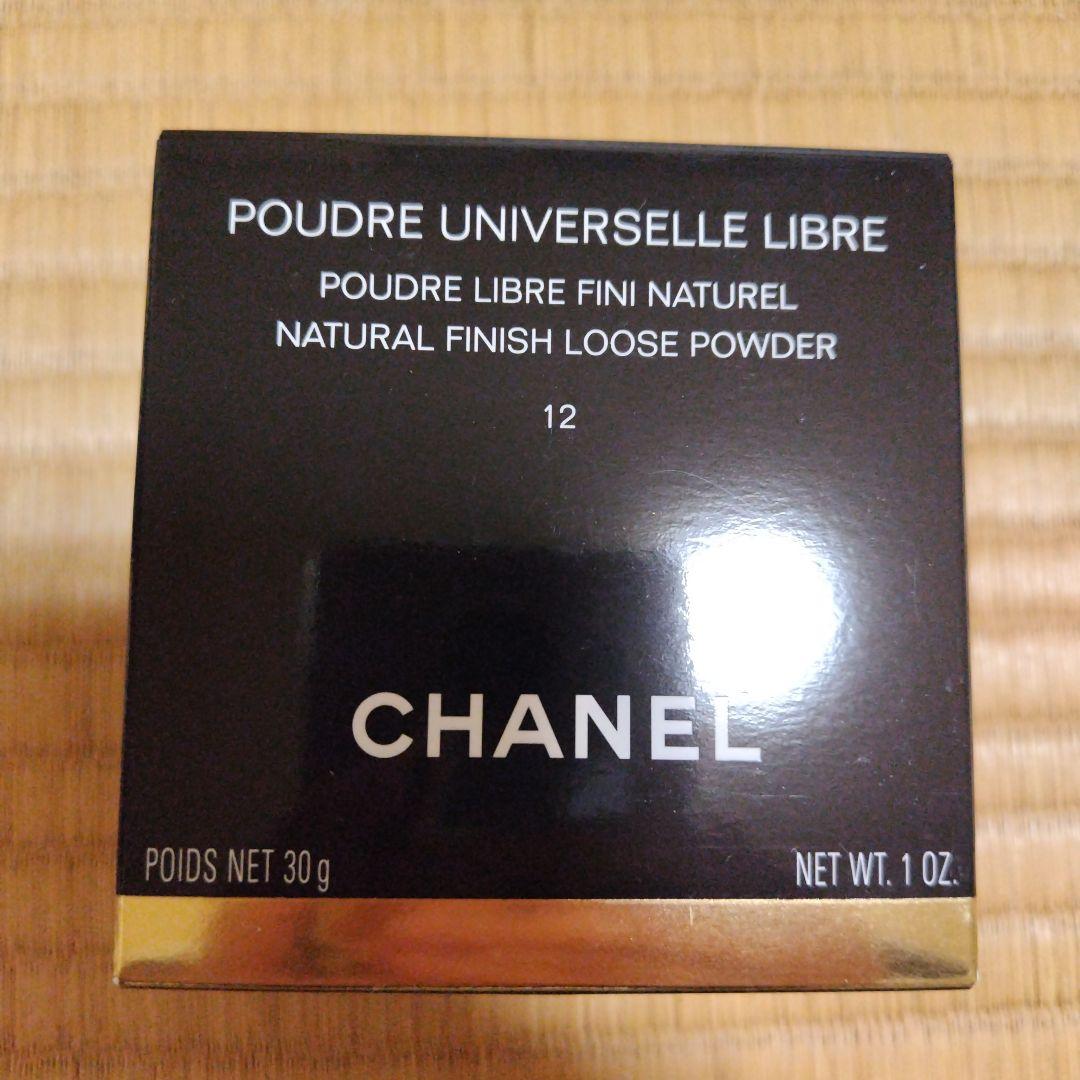 POUDRE UNIVERSELLE LIBRE
POUDRE LIBRE FINI NATUREL
NATURAL FINISH LOOSE POWDER
12
CHANEL
POIDS NET 30 g
NET WT. 1 OZ.